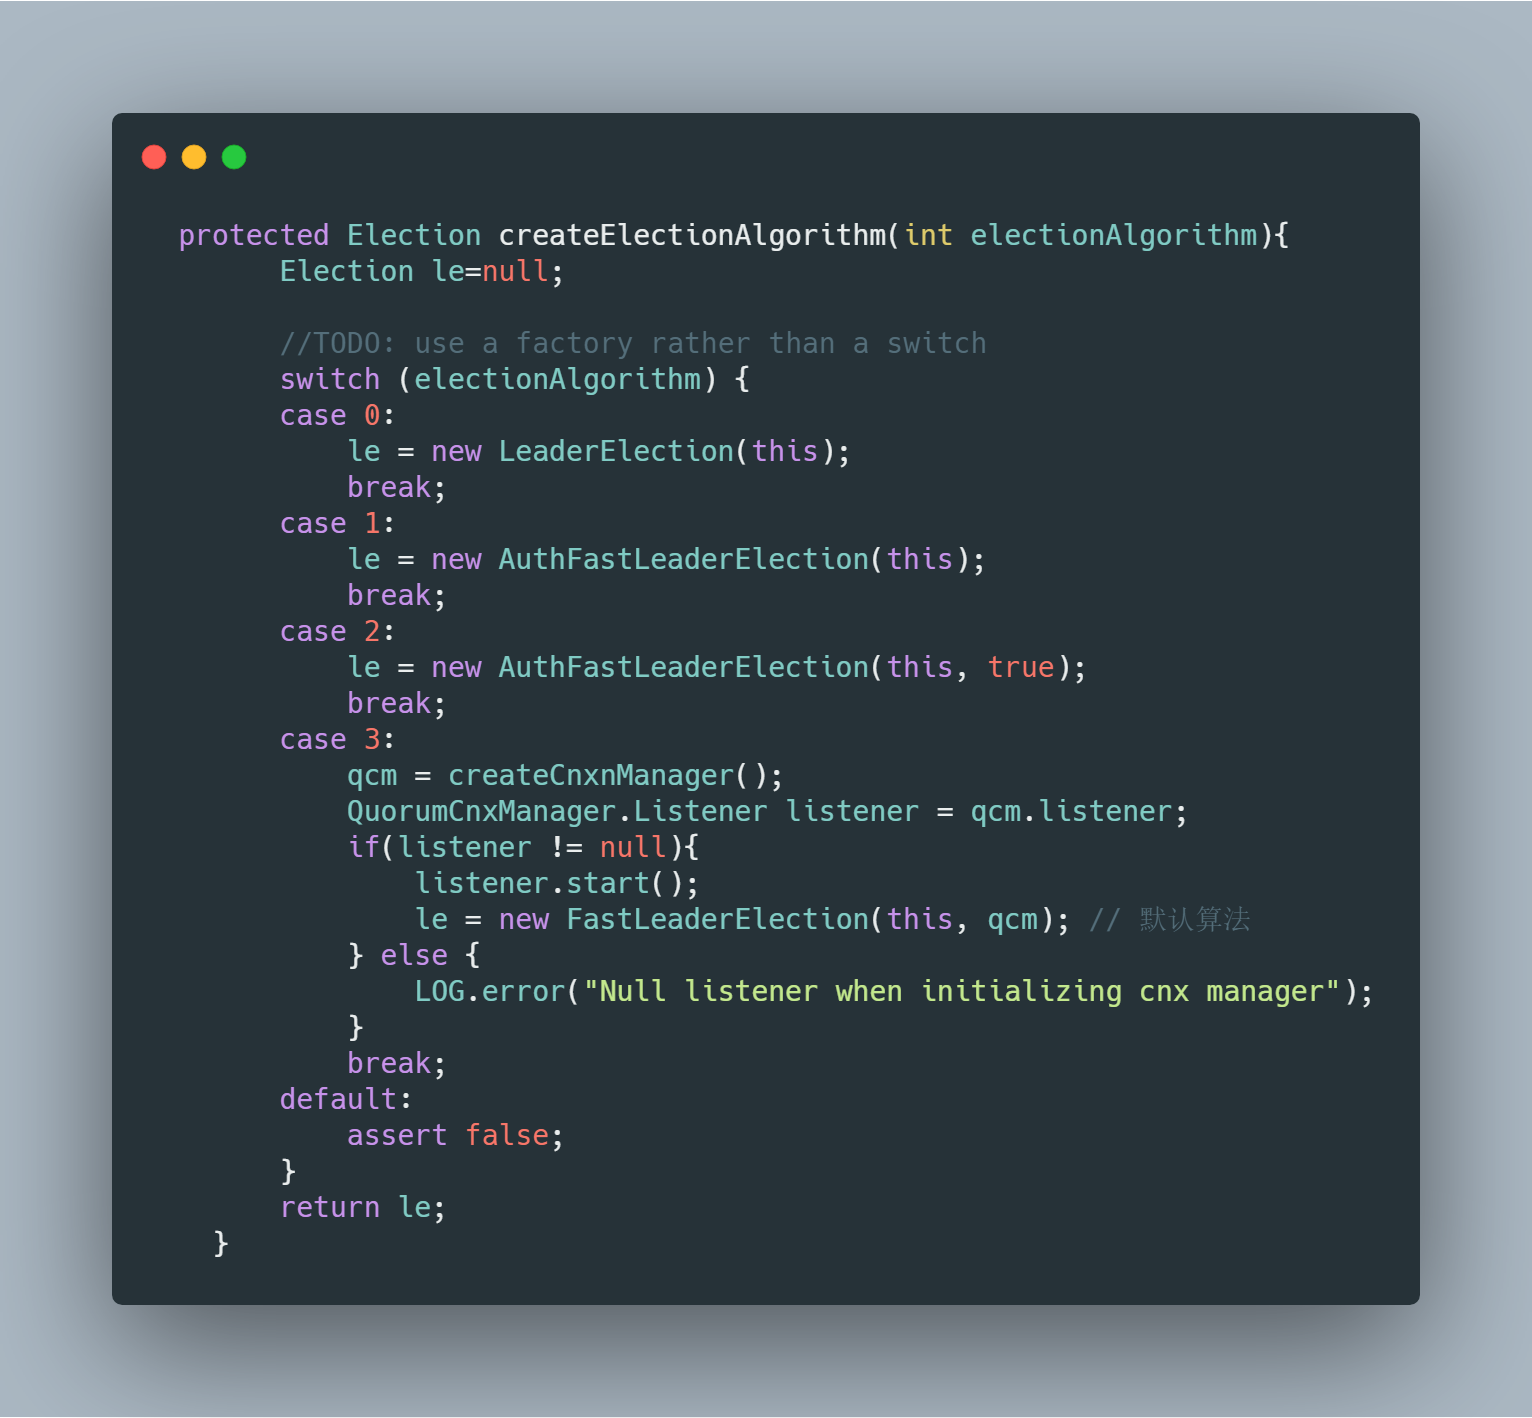 protected Election createElectionAlgorithm(int electionAlgorithm){
Election le=null;
//TODO: use a factory rather than a switch
switch (electionAlgorithm) {
case 0:
le = new LeaderElection(this);
break;
case 1:
le = new AuthFastLeaderElection(this);
break;
case 2:
le = new AuthFastLeaderElection(this, true);
break;
case 3:
qcm = createCnxnManager();
QuorumCnxManager.Listener listener = qcm.listener;
if(listener != null){
listener.start();
le = new FastLeaderElection(this, qcm); // 默认算法
} else {
LOG.error("Null listener when initializing cnx manager");
}
break;
default:
assert false;
}
return le;
}